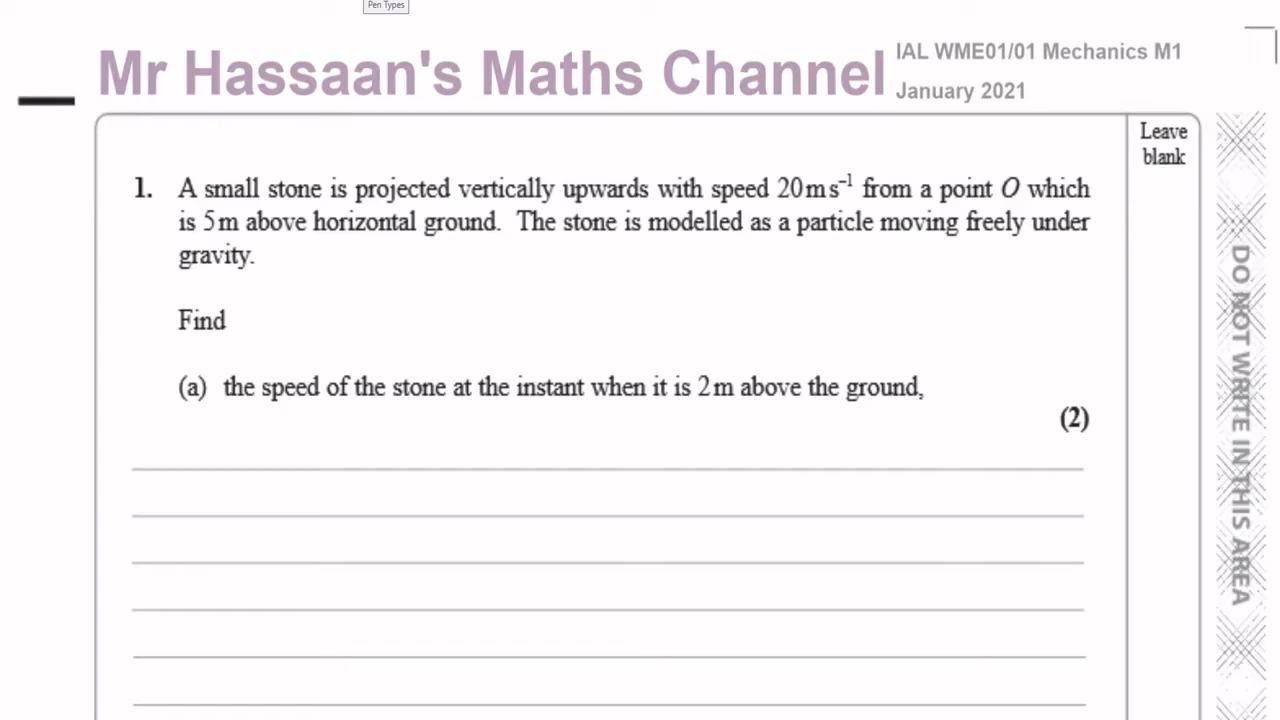 Pen Types
Mr Hassaan's Maths Channel
IAL WME01/01 Mechanics M1
January 2021
Leave
blank
1. A small stone is projected vertically upwards with speed 20 m s⁻¹ from a point O which
is 5 m above horizontal ground. The stone is modelled as a particle moving freely under
gravity.
Find
(a) the speed of the stone at the instant when it is 2 m above the ground,
(2)
DO NOT WRITE IN THIS AREA